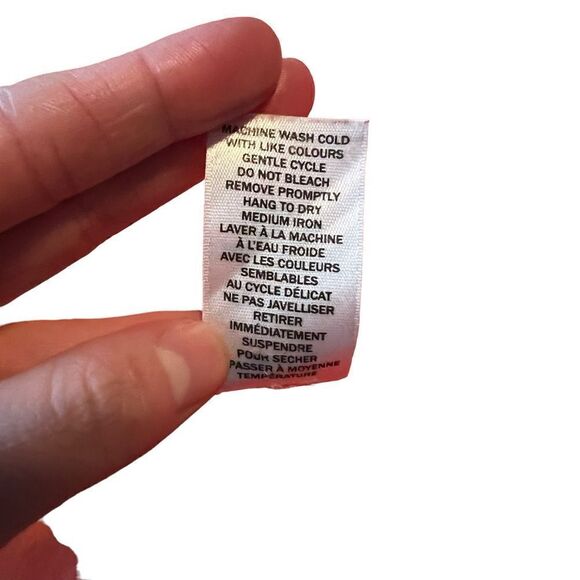 MACHINE WASH COLD
WITH LIKE COLOURS
GENTLE CYCLE
DO NOT BLEACH
REMOVE PROMPTLY
HANG TO DRY
MEDIUM IRON
LAVER À LA MACHINE
À L'EAU FROIDE
AVEC LES COULEURS
SEMBLABLES
AU CYCLE DÉLICAT
NE PAS JAVELLISER
RETIRER
IMMÉDIATEMENT
SUSPENDRE
POUR SÉCHER
PASSER À MOYENNE
TEMPÉRATURE